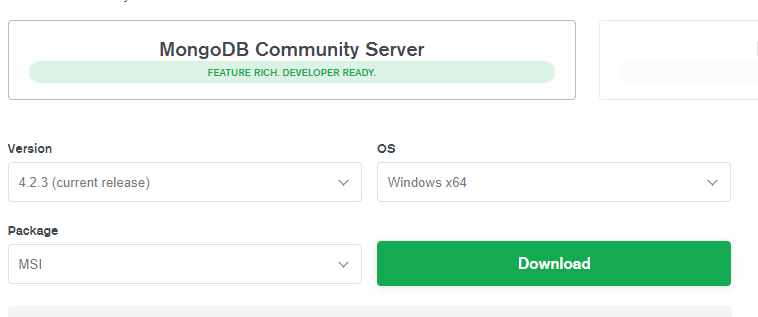 MongoDB Community Server
FEATURE RICH. DEVELOPER READY.
Version
OS
4.2.3 (current release)
Windows x64
Package
MSI
Download